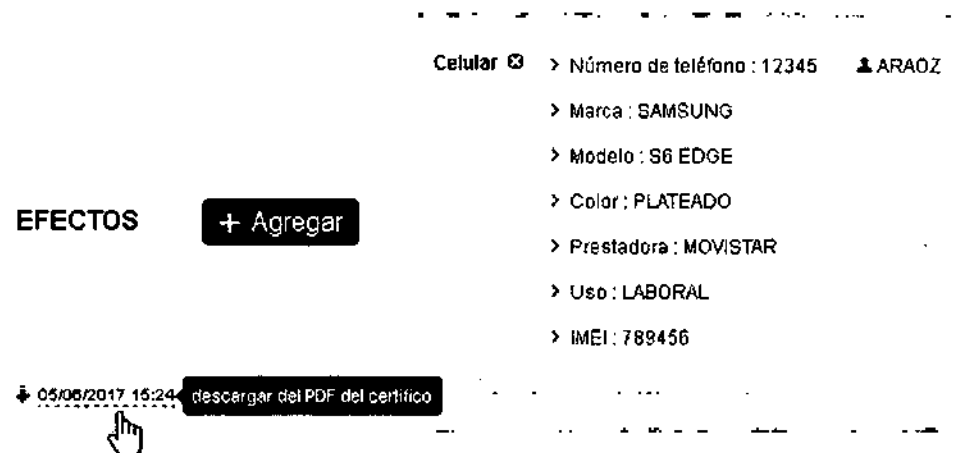 Celular
> Número de teléfono : 12345
ARAOZ
> Marca : SAMSUNG
> Modelo : S6 EDGE
> Color : PLATEADO
EFECTOS
+ Agregar
> Prestadora : MOVISTAR
> Uso : LABORAL
> IMEI : 789456
05/06/2017 15:24
descargar del PDF del certifico